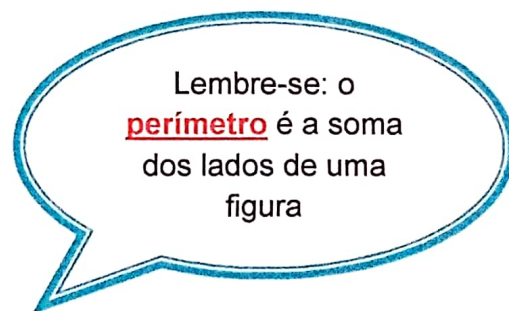 Lembre-se: o
perímetro é a soma
dos lados de uma
figura